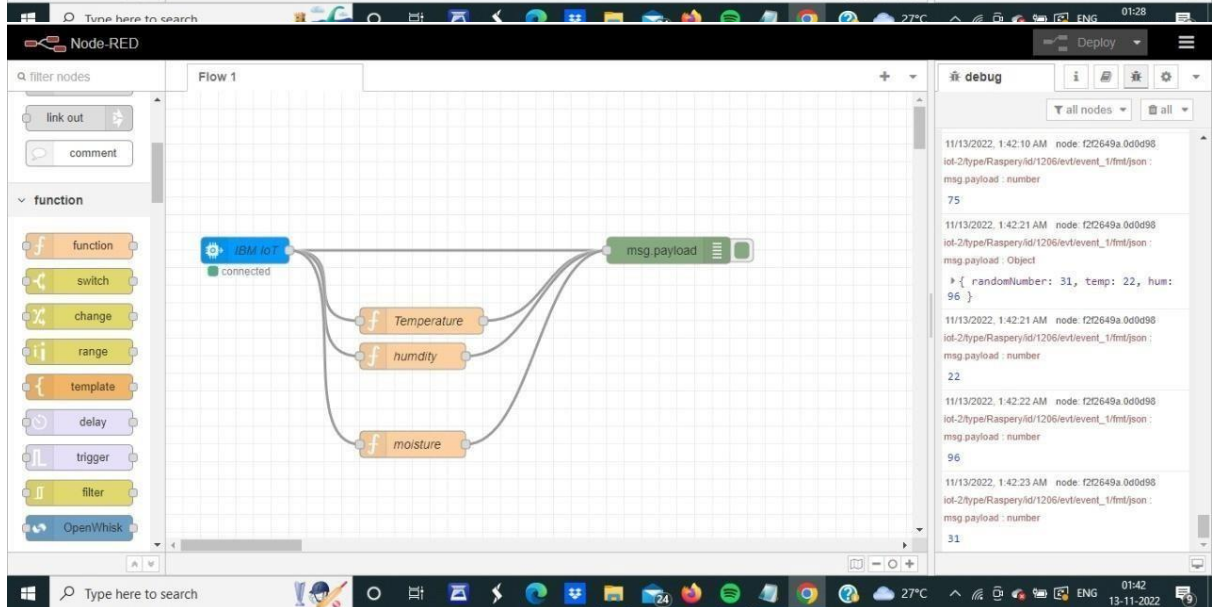 Type here to search
27°C
ENG
01:28
Node-RED
Deploy
filter nodes
Flow 1
debug
i
all nodes
all
link out
comment
function
function
switch
change
range
template
delay
trigger
filter
OpenWhisk
IBM IoT
connected
msg.payload
Temperature
humdity
moisture
11/13/2022, 1:42:10 AM node: f2f2649a.0d0d98
iot-2/type/Raspery/id/1206/evt/event_1/fmt/json :
msg.payload : number
75
11/13/2022, 1:42:21 AM node: f2f2649a.0d0d98
iot-2/type/Raspery/id/1206/evt/event_1/fmt/json :
msg.payload : Object
{ randomNumber: 31, temp: 22, hum:
96 }
11/13/2022, 1:42:21 AM node: f2f2649a.0d0d98
iot-2/type/Raspery/id/1206/evt/event_1/fmt/json :
msg.payload : number
22
11/13/2022, 1:42:22 AM node: f2f2649a.0d0d98
iot-2/type/Raspery/id/1206/evt/event_1/fmt/json :
msg.payload : number
96
11/13/2022, 1:42:23 AM node: f2f2649a.0d0d98
iot-2/type/Raspery/id/1206/evt/event_1/fmt/json :
msg.payload : number
31
Type here to search
24
27°C
ENG
01:42
13-11-2022
9